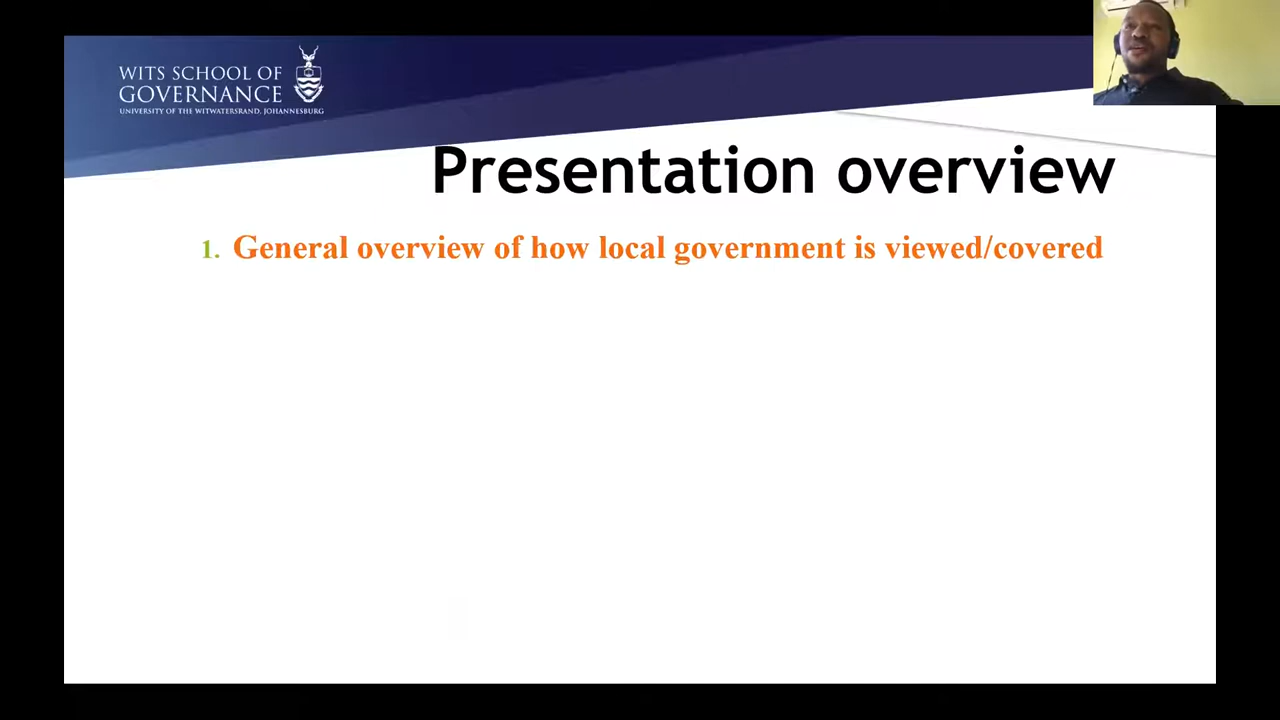 WITS SCHOOL OF
GOVERNANCE
UNIVERSITY OF THE WITWATERSRAND, JOHANNESBURG
Presentation overview
1. General overview of how local government is viewed/covered